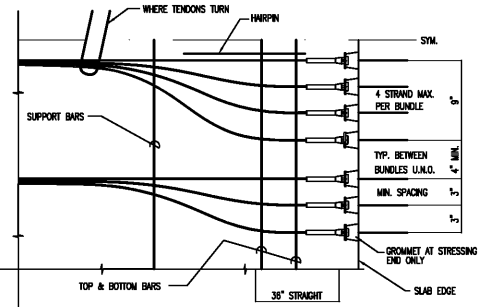 WHERE TENDONS TURN
HAIRPIN
SYM.
4 STRAND MAX.
PER BUNDLE
9"
SUPPORT BARS
TYP. BETWEEN
BUNDLES U.N.O.
4" MIN.
MIN. SPACING
3"
3"
GROMMET AT STRESSING
END ONLY
TOP & BOTTOM BARS
36" STRAIGHT
SLAB EDGE